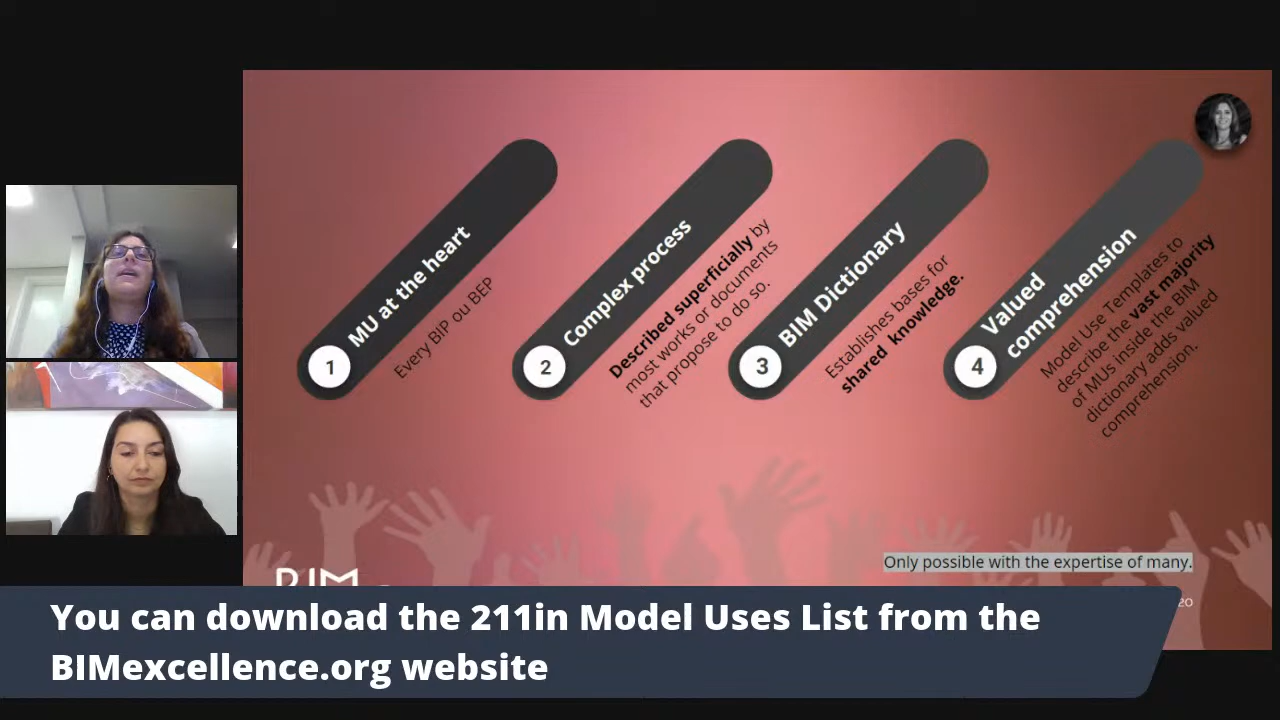 1
MU at the heart
Every BIP ou BEP
2
Complex process
Described superficially by
most works or documents
that propose to do so.
3
BIM Dictionary
Establishes bases for
shared knowledge.
4
Valued
comprehension
Model Use Templates to
describe the vast majority
of MUs inside the BIM
dictionary adds valued
comprehension.
Only possible with the expertise of many.
BIM
You can download the 211in Model Uses List from the
BIMexcellence.org website